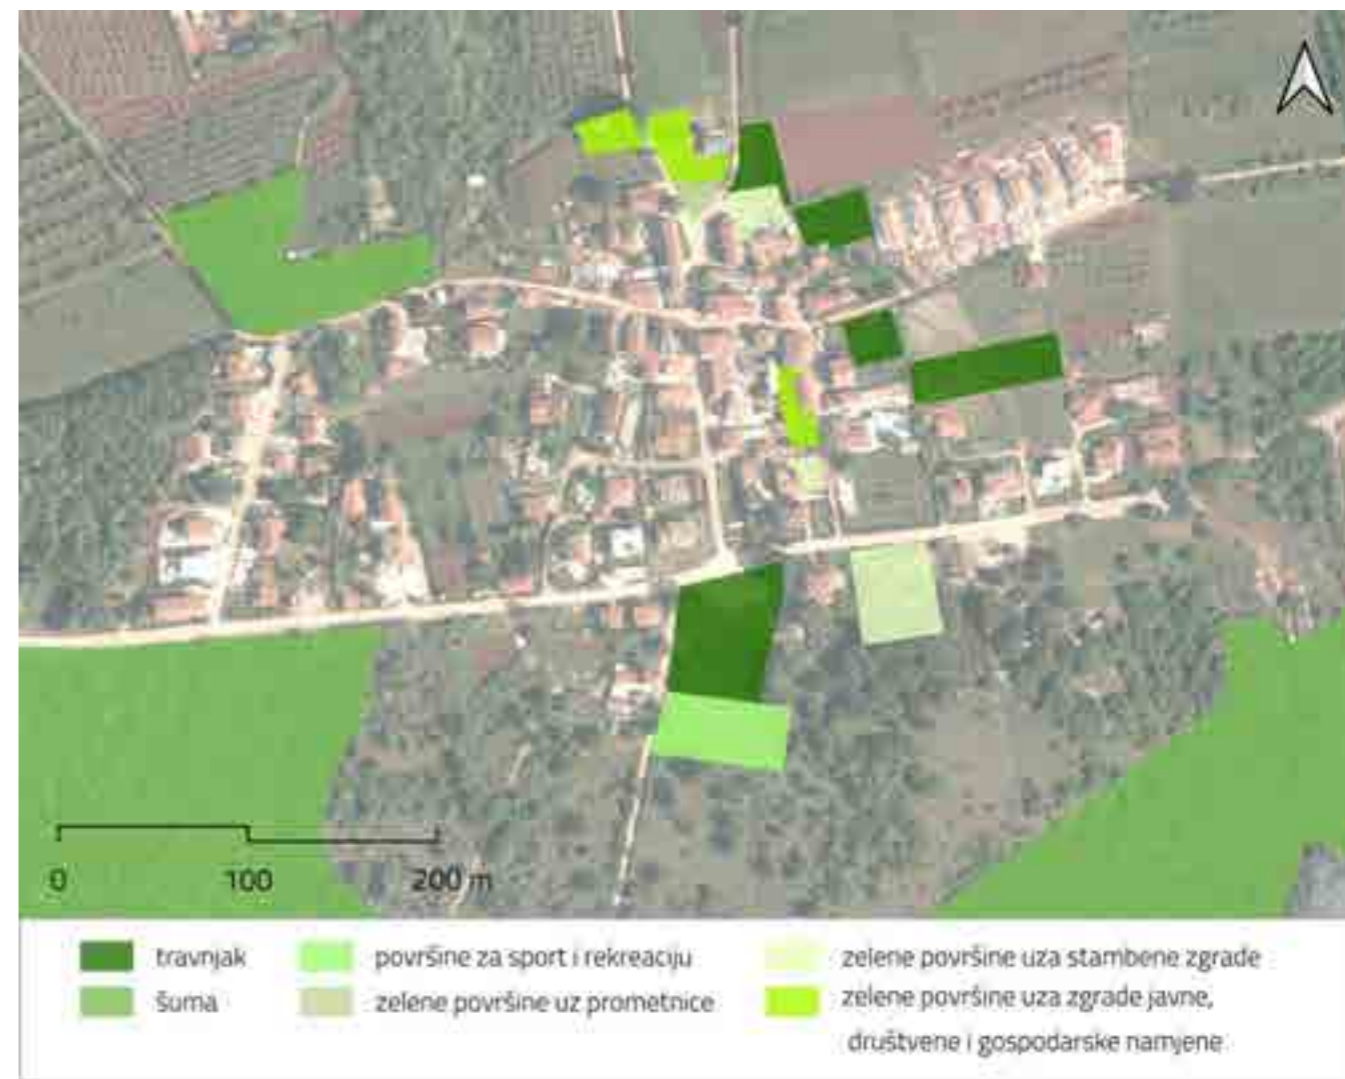 0 100 200 m
travnjak
šuma
površine za sport i rekreaciju
zelene površine uz prometnice
zelene površine uza stambene zgrade
zelene površine uza zgrade javne,
društvene i gospodarske namjene